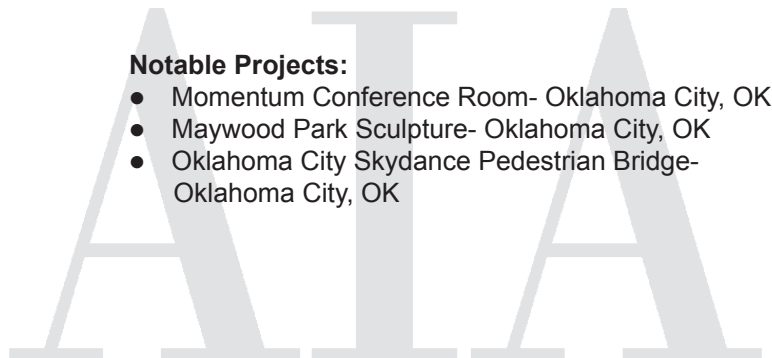 AIA
Notable Projects:
● Momentum Conference Room- Oklahoma City, OK
● Maywood Park Sculpture- Oklahoma City, OK
● Oklahoma City Skydance Pedestrian Bridge-
Oklahoma City, OK